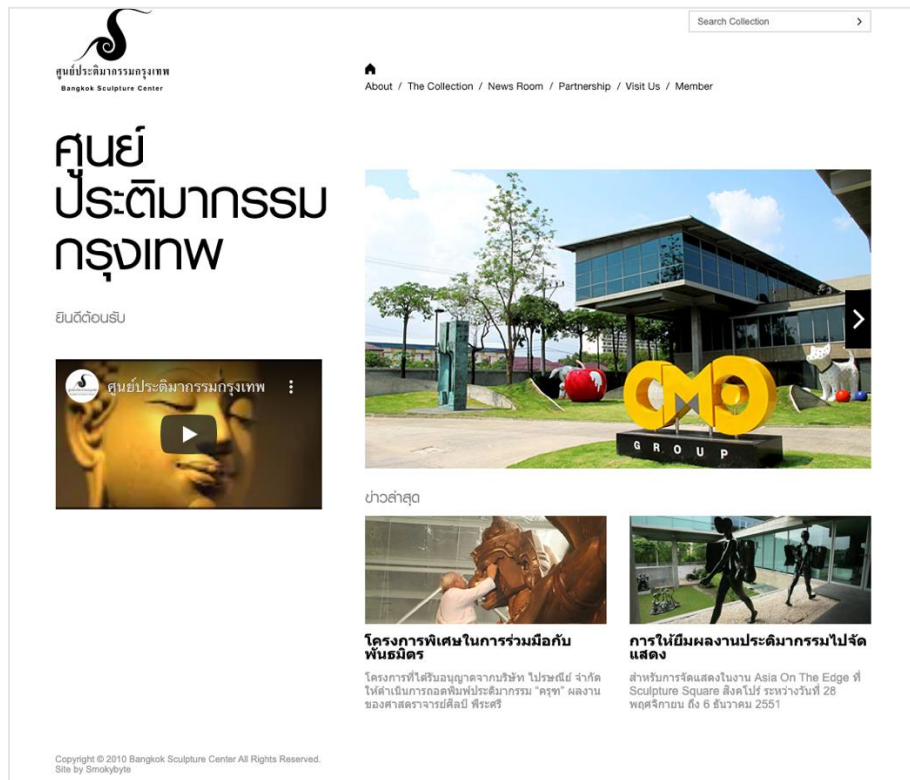 Search Collection
ศูนย์ประติมากรรมกรุงเทพ
Bangkok Sculpture Center
About / The Collection / News Room / Partnership / Visit Us / Member
ศูนย์
ประติมากรรม
กรุงเทพ
ยินดีต้อนรับ
ศูนย์ประติมากรรมกรุงเทพ
CMO
GROUP
ข่าวล่าสุด
โครงการพิเศษในการร่วมมือกับ
พันธมิตร
โครงการที่ได้รับอนุญาตจากบริษัท ไปรษณีย์ จำกัด
ให้ดำเนินการถอดพิมพ์ประติมากรรม "ครุฑ" ผลงาน
ของศาสตราจารย์ศิลป์ พีระศรี
การให้ยืมผลงานประติมากรรมไปจัด
แสดง
สำหรับการจัดแสดงในงาน Asia On The Edge ที่
Sculpture Square สิงคโปร์ ระหว่างวันที่ 28
พฤศจิกายน ถึง 6 ธันวาคม 2551
Copyright © 2010 Bangkok Sculpture Center All Rights Reserved.
Site by Smokybyte